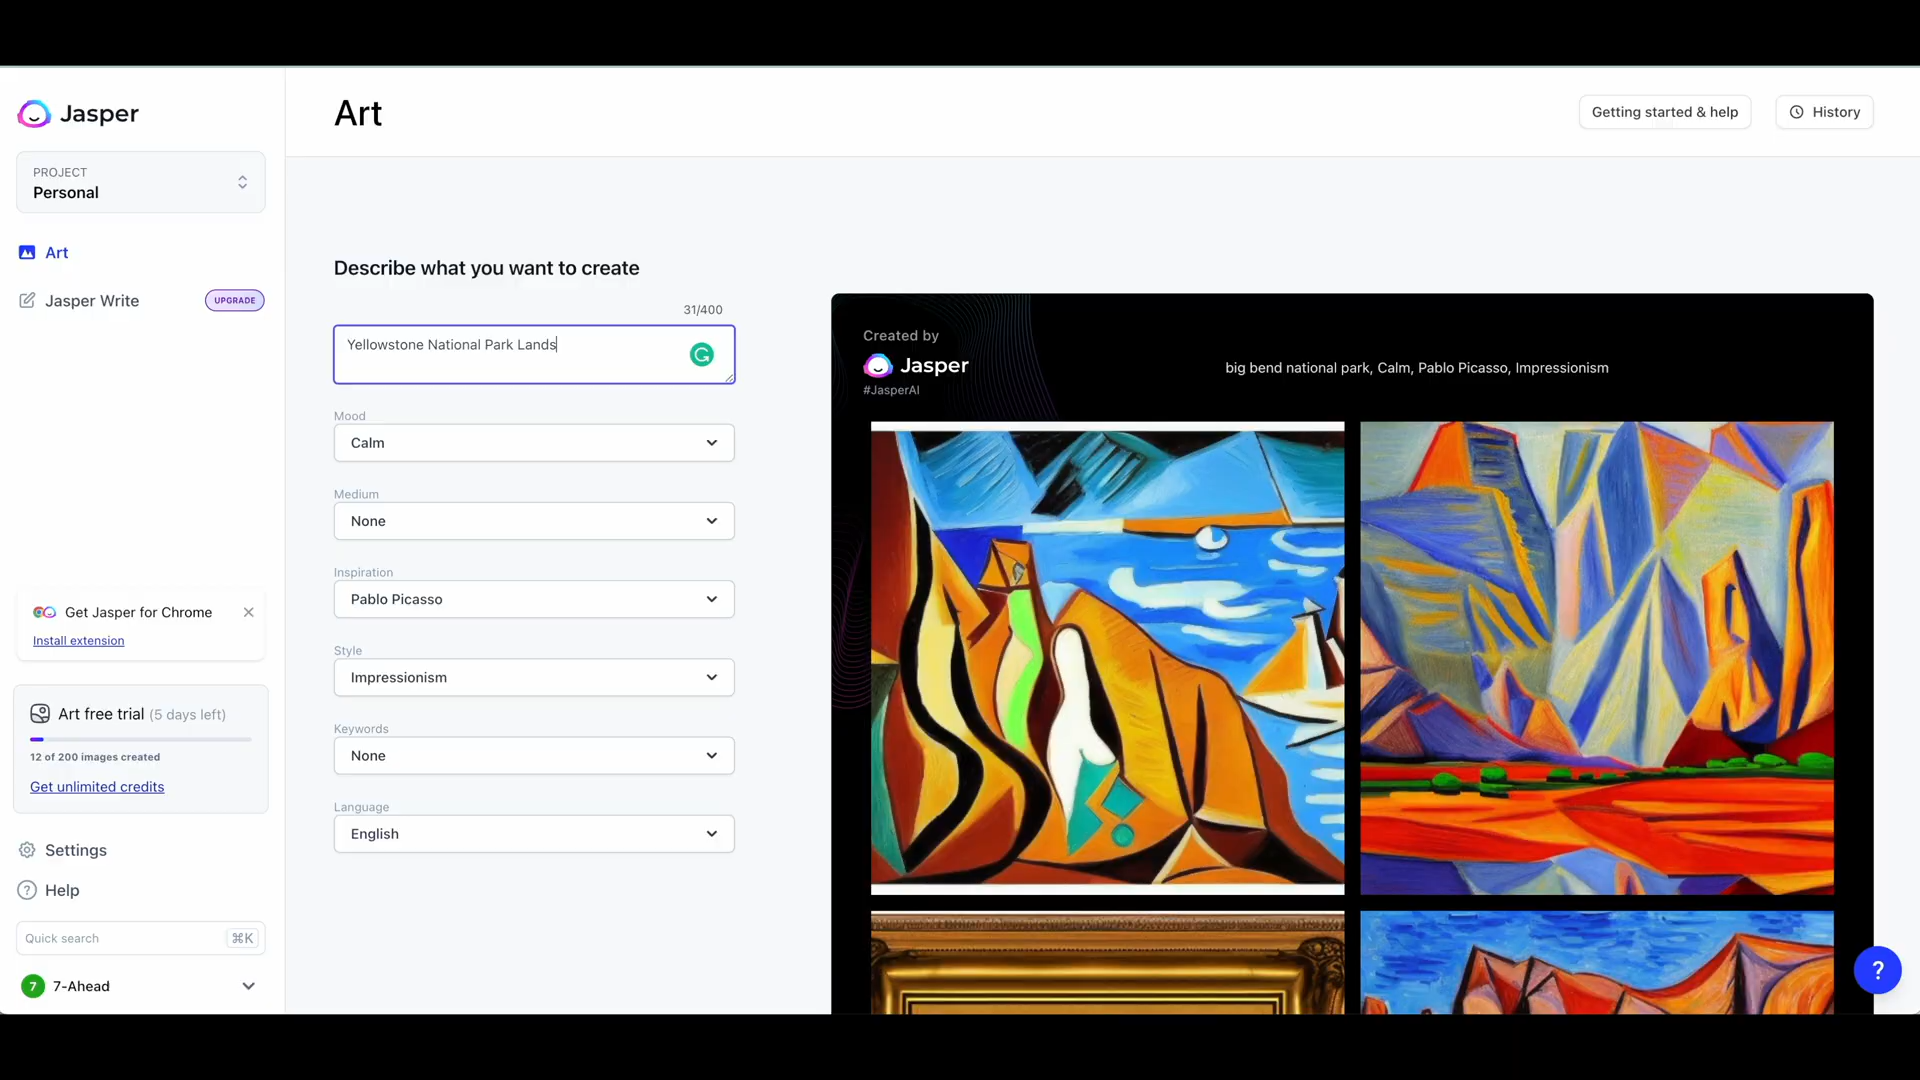 Jasper
PROJECT
Personal
Art
Jasper Write
UPGRADE
Get Jasper for Chrome
Install extension
Art free trial (5 days left)
12 of 200 images created
Get unlimited credits
Settings
Help
Quick search
⌘K
7
7-Ahead
Art
Getting started & help
History
Describe what you want to create
31/400
Yellowstone National Park Lands
Mood
Calm
Medium
None
Inspiration
Pablo Picasso
Style
Impressionism
Keywords
None
Language
English
Created by
Jasper
#JasperAI
big bend national park, Calm, Pablo Picasso, Impressionism
?